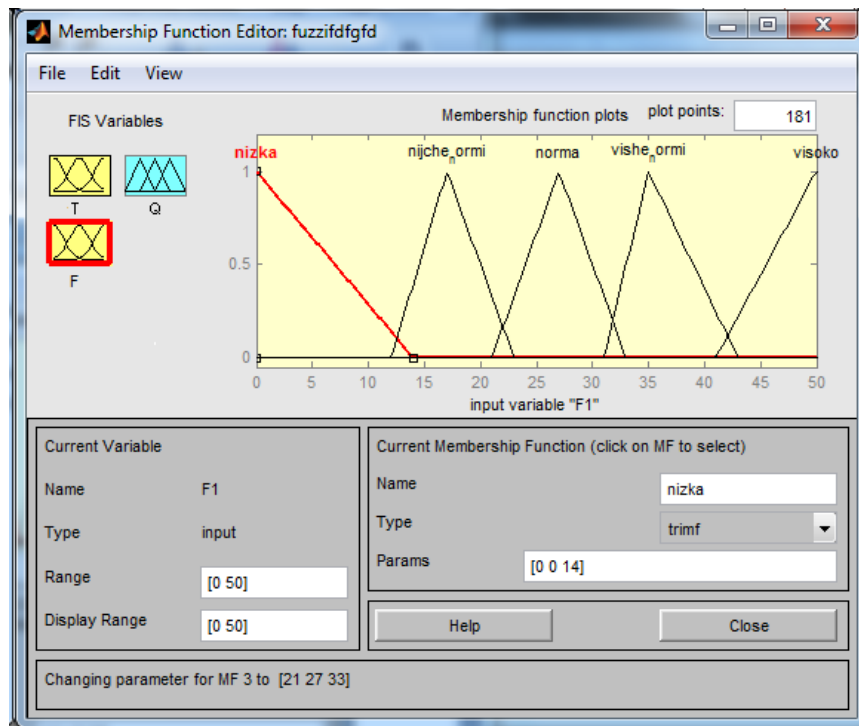 Membership Function Editor: fuzzifdfgfd
File Edit View
FIS Variables
Membership function plots plot points: 181
nizka nijche_normi norma vishe_normi visoko
T Q
F
1
0.5
0
0 5 10 15 20 25 30 35 40 45 50
input variable "F1"
Current Variable
Name F1
Type input
Range [0 50]
Display Range [0 50]
Current Membership Function (click on MF to select)
Name nizka
Type trimf
Params [0 0 14]
Help Close
Changing parameter for MF 3 to [21 27 33]